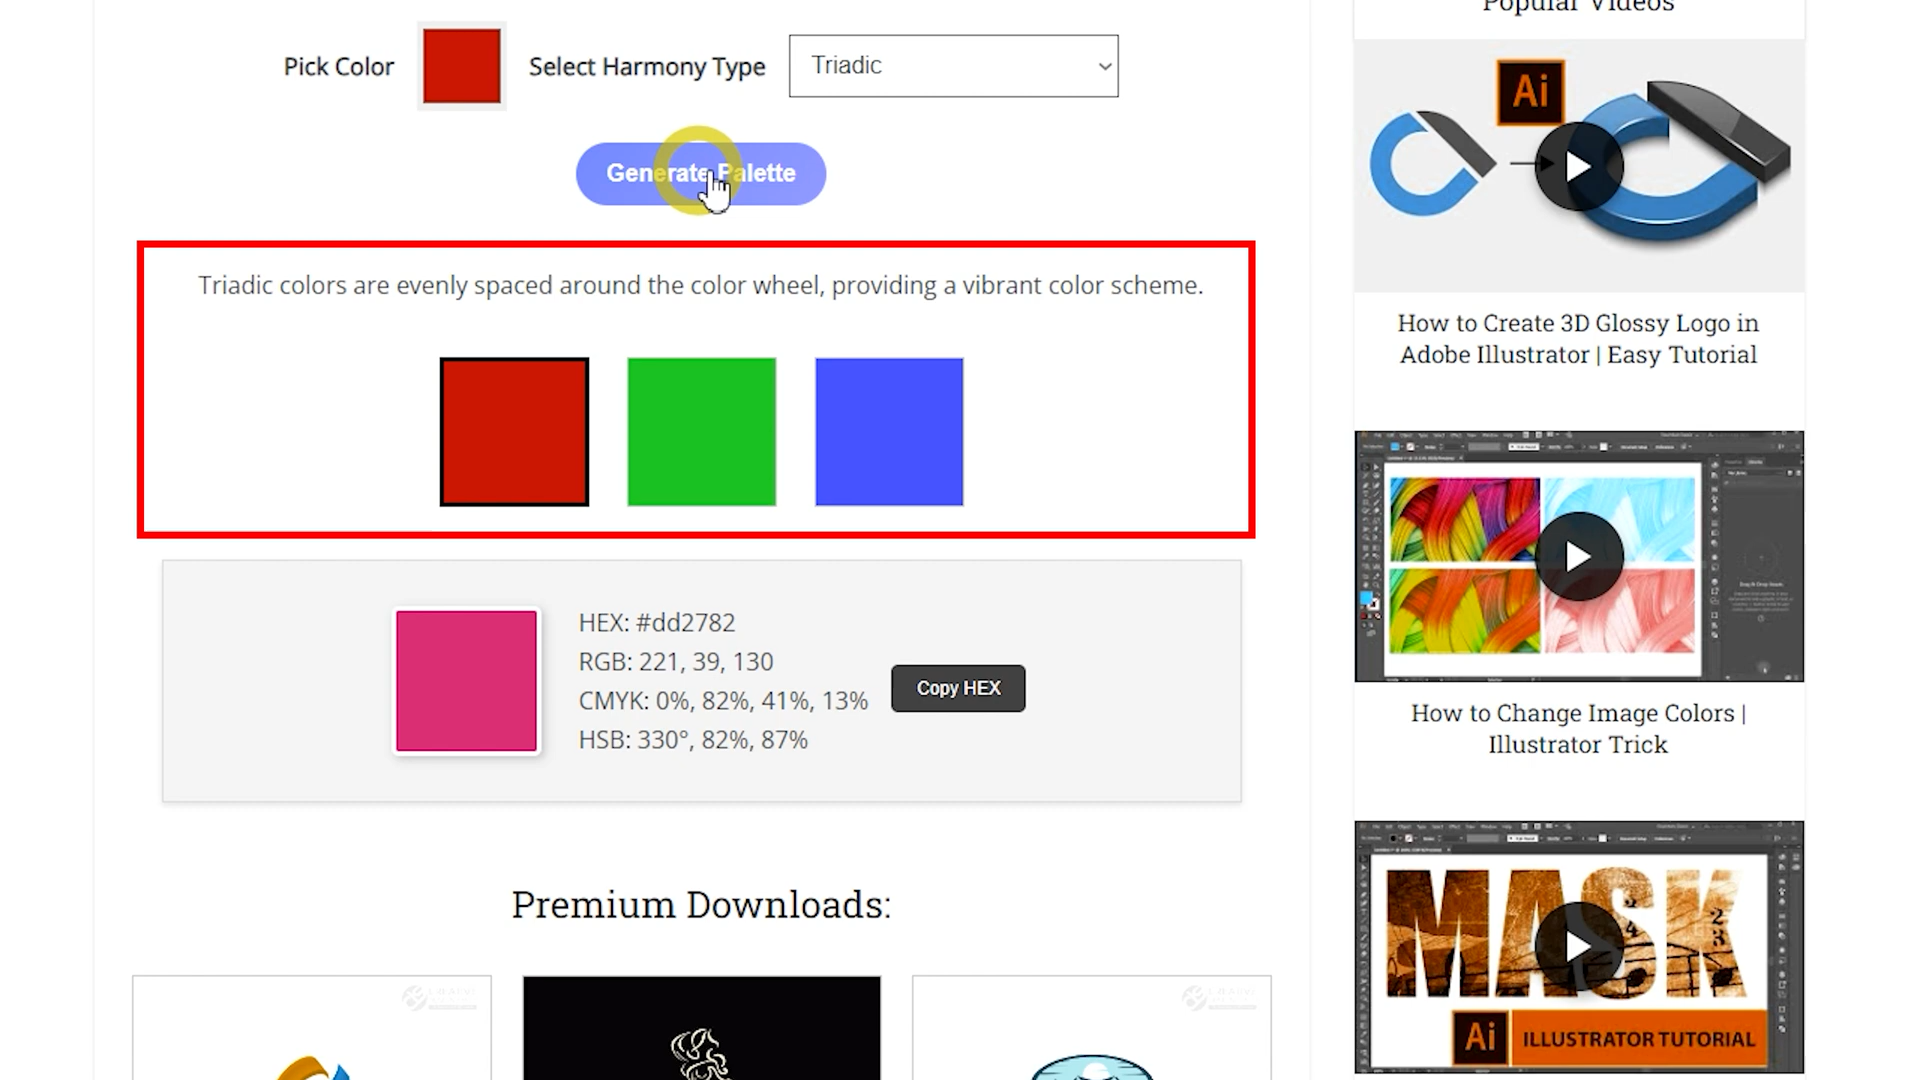 Popular Videos
Pick Color
Select Harmony Type
Triadic
Generate Palette
Triadic colors are evenly spaced around the color wheel, providing a vibrant color scheme.
HEX: #dd2782
RGB: 221, 39, 130
CMYK: 0%, 82%, 41%, 13%
HSB: 330°, 82%, 87%
Copy HEX
Premium Downloads:
Ai
How to Create 3D Glossy Logo in
Adobe Illustrator | Easy Tutorial
How to Change Image Colors |
Illustrator Trick
MASK
Ai
ILLUSTRATOR TUTORIAL